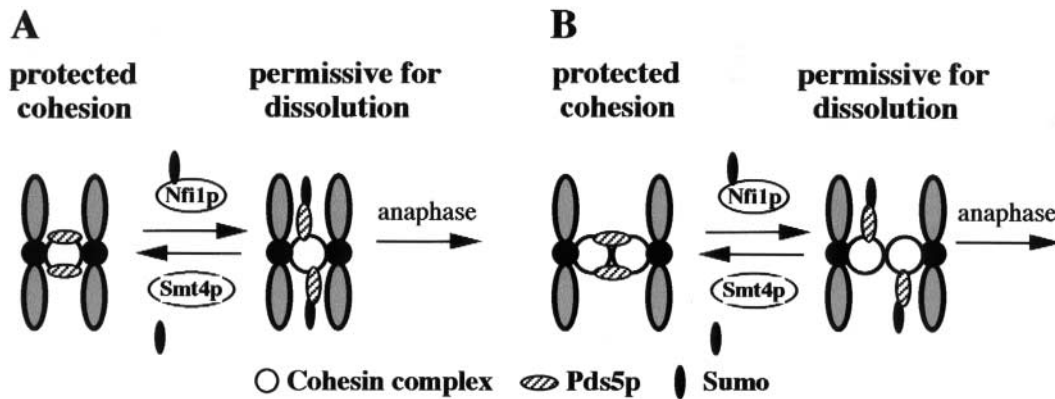 A
protected
cohesion
permissive for
dissolution
Nfi1p
Smt4p
anaphase
B
protected
cohesion
permissive for
dissolution
Nfi1p
Smt4p
anaphase
Cohesin complex Pds5p Sumo